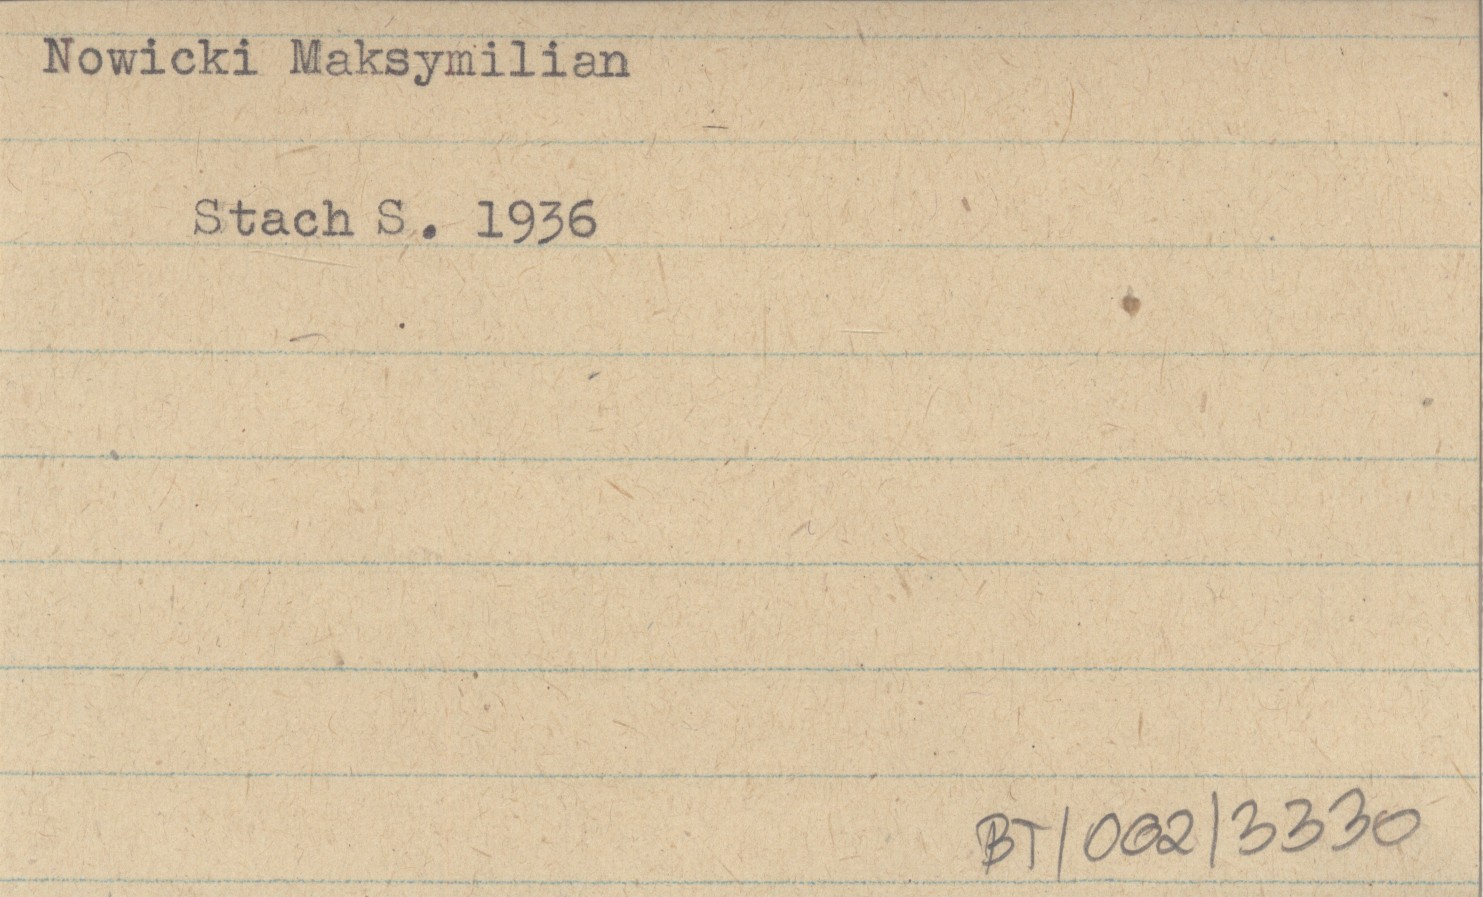 Nowicki Maksymilian
Stach S. 1936
BT/002/3330